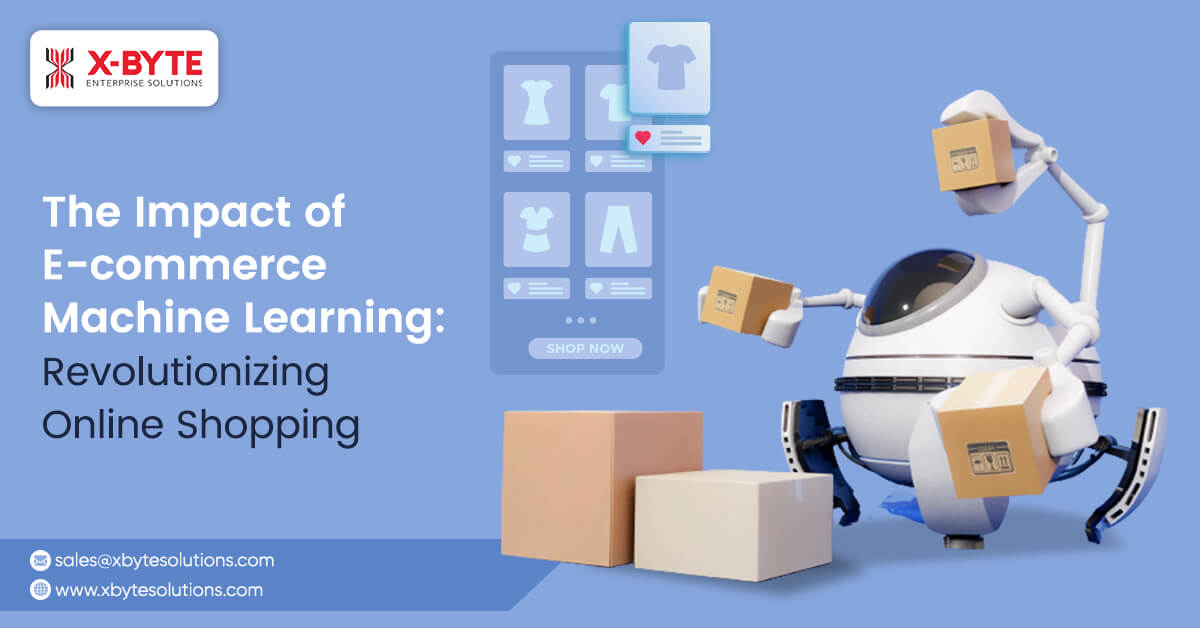 X-BYTE
ENTERPRISE SOLUTIONS
The Impact of
E-commerce
Machine Learning:
Revolutionizing
Online Shopping
SHOP NOW
sales@xbytesolutions.com
www.xbytesolutions.com